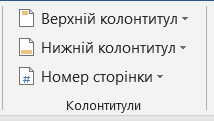 Верхній колонтитул
Нижній колонтитул
Номер сторінки
Колонтитули